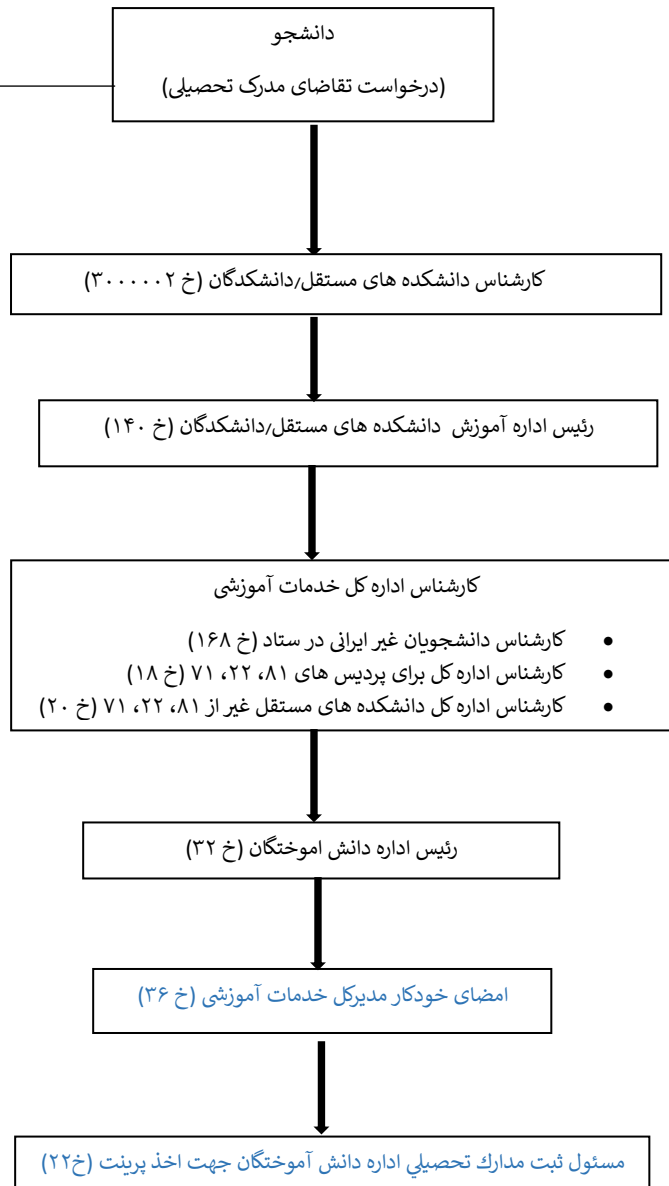 دانشجو
(درخواست تقاضای مدرک تحصیلی)
کارشناس دانشکده های مستقل/دانشکدگان (خ ۳۰۰۰۰۰۲)
رئیس اداره آموزش دانشکده های مستقل/دانشکدگان (خ ۱۴۰)
کارشناس اداره کل خدمات آموزشی
• کارشناس دانشجویان غیر ایرانی در ستاد (خ ۱۶۸)
• کارشناس اداره کل برای پردیس های ۸۱، ۲۲، ۷۱ (خ ۱۸)
• کارشناس اداره کل دانشکده های مستقل غیر از ۸۱، ۲۲، ۷۱ (خ ۲۰)
رئیس اداره دانش اموختگان (خ ۳۲)
امضای خودکار مدیرکل خدمات آموزشی (خ ۳۶)
مسئول ثبت مدارك تحصيلي اداره دانش آموختگان جهت اخذ پرینت (خ۲۲)